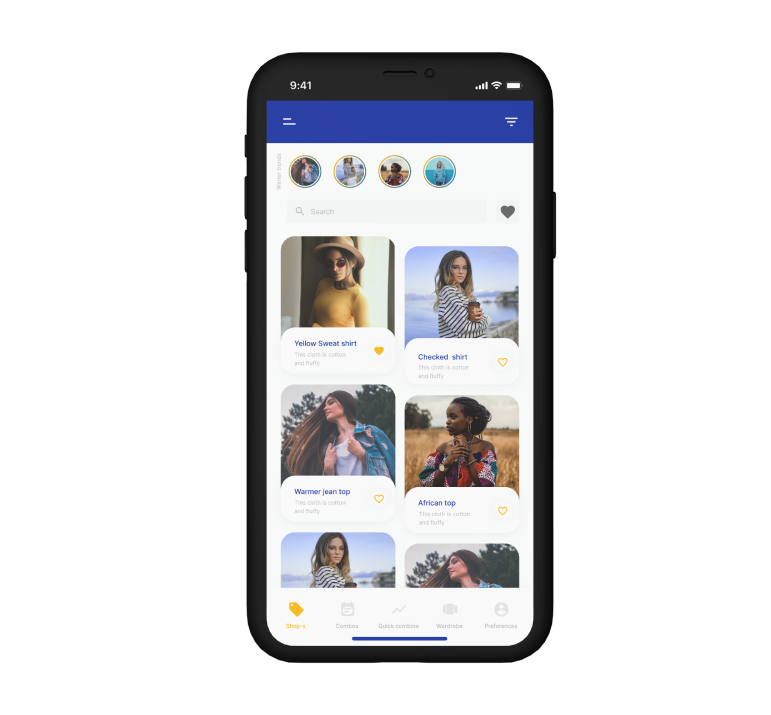 9:41
Winter trends
Search
Yellow Sweat shirt
This cloth is cotton
and fluffy
Checked shirt
This cloth is cotton
and fluffy
Warmer jean top
This cloth is cotton
and fluffy
African top
This cloth is cotton
and fluffy
Shop-x
Combos
Quick combine
Wardrobe
Preferences